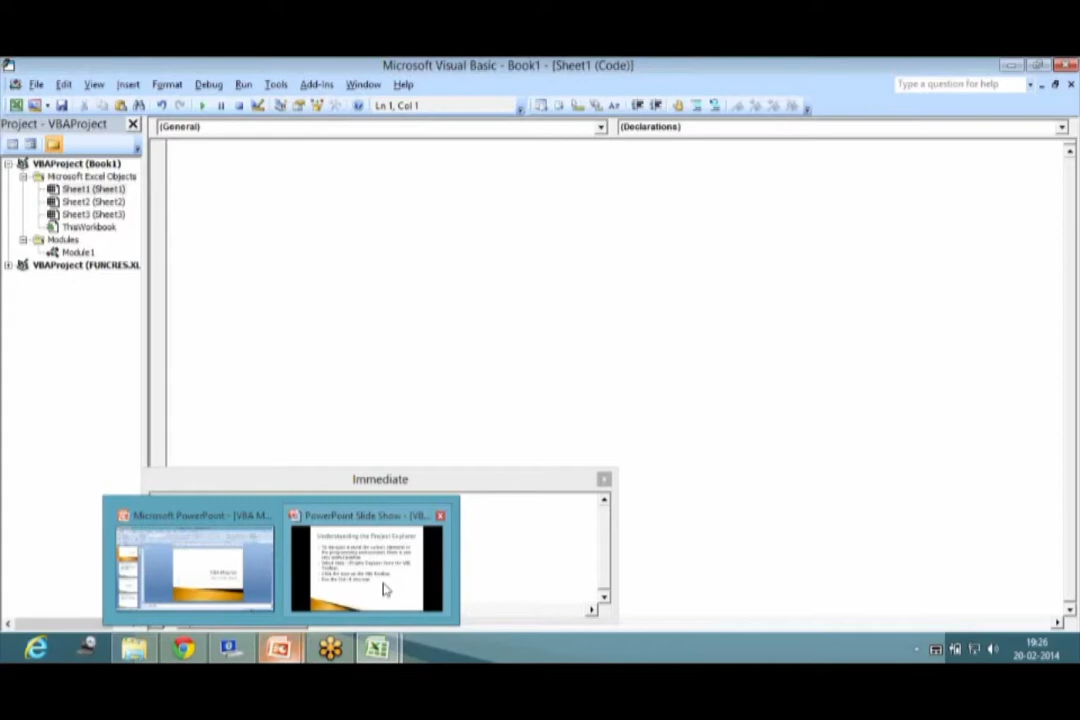 Microsoft Visual Basic - Book1 - [Sheet1 (Code)]
File Edit View Insert Format Debug Run Tools Add-Ins Window Help
Type a question for help
Ln 1, Col 1
Project - VBAProject
(General)
(Declarations)
VBAProject (Book1)
Microsoft Excel Objects
Sheet1 (Sheet1)
Sheet2 (Sheet2)
Sheet3 (Sheet3)
ThisWorkbook
Modules
Module1
VBAProject (FUNCRES.XL
Immediate
Microsoft PowerPoint - [VBA M...
PowerPoint Slide Show - [VB...
Understanding the Project Explorer
19:26
20-02-2014